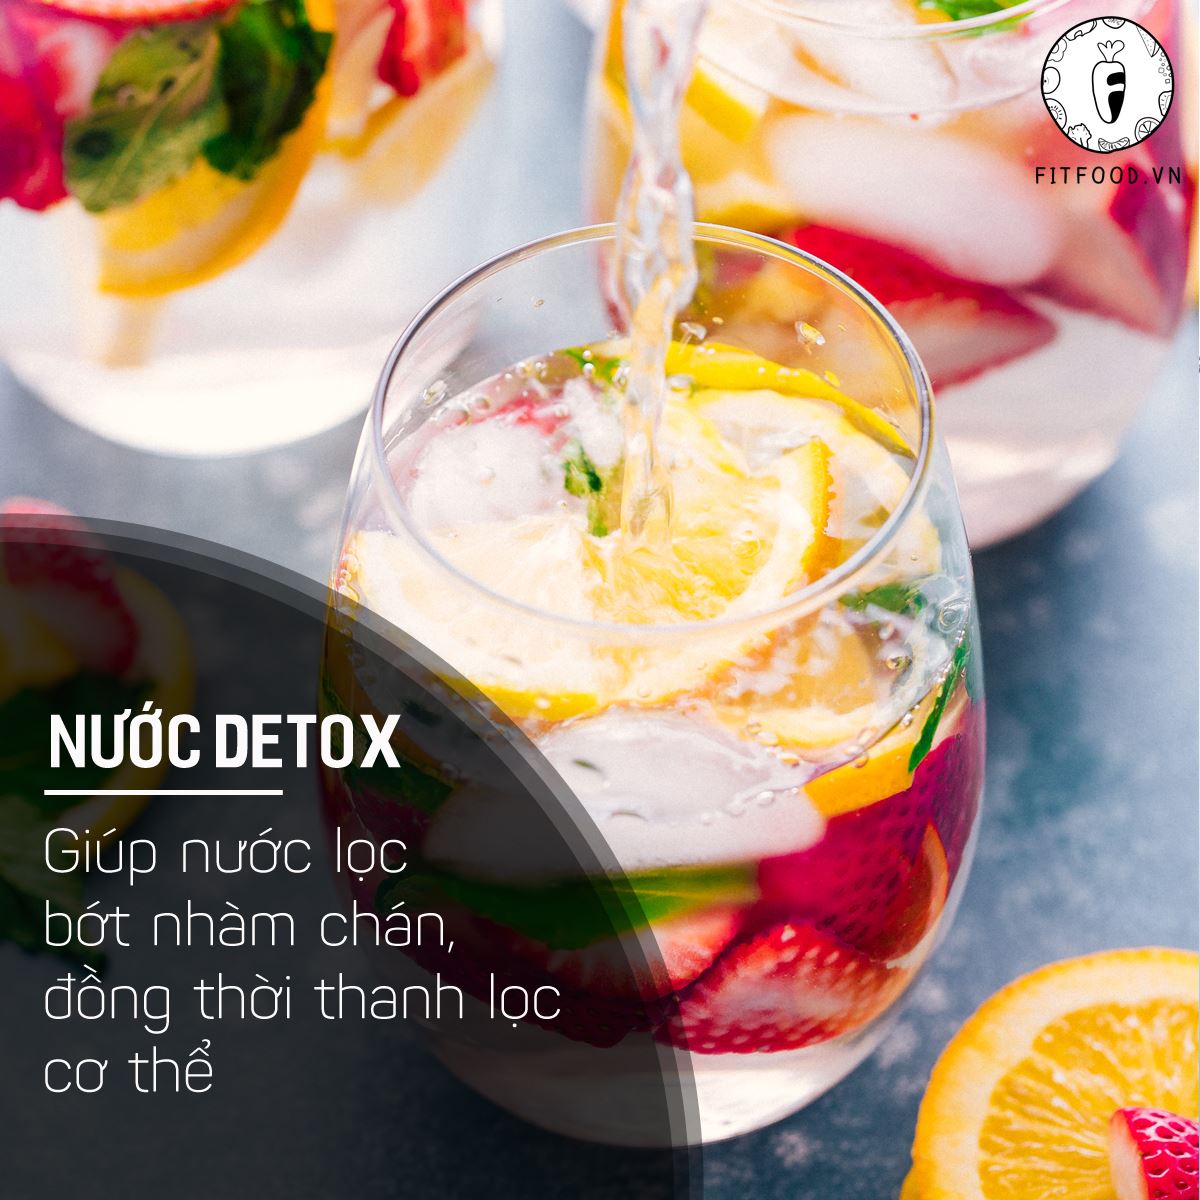 FITFOOD.VN
NƯỚC DETOX
Giúp nước lọc
bớt nhàm chán,
đồng thời thanh lọc
cơ thể